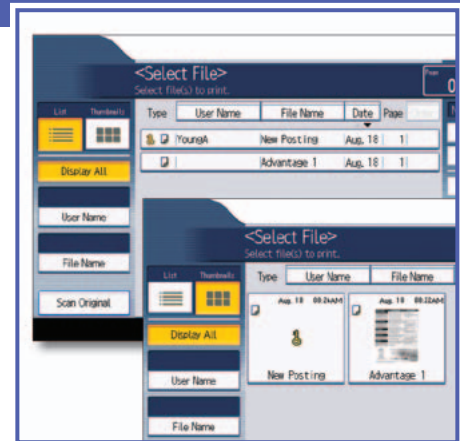 <Select File>
Select file(s) to print.
0
List Thumbnails
Type User Name File Name Date Page
YoungA New Posting Aug. 18 1
Advantage 1 Aug. 18 1
Display All
User Name
File Name
Scan Original
<Select File>
Select file(s) to print.
List Thumbnails
Type User Name File Name
Aug. 18
Aug. 18
New Posting Advantage 1
Display All
User Name
File Name